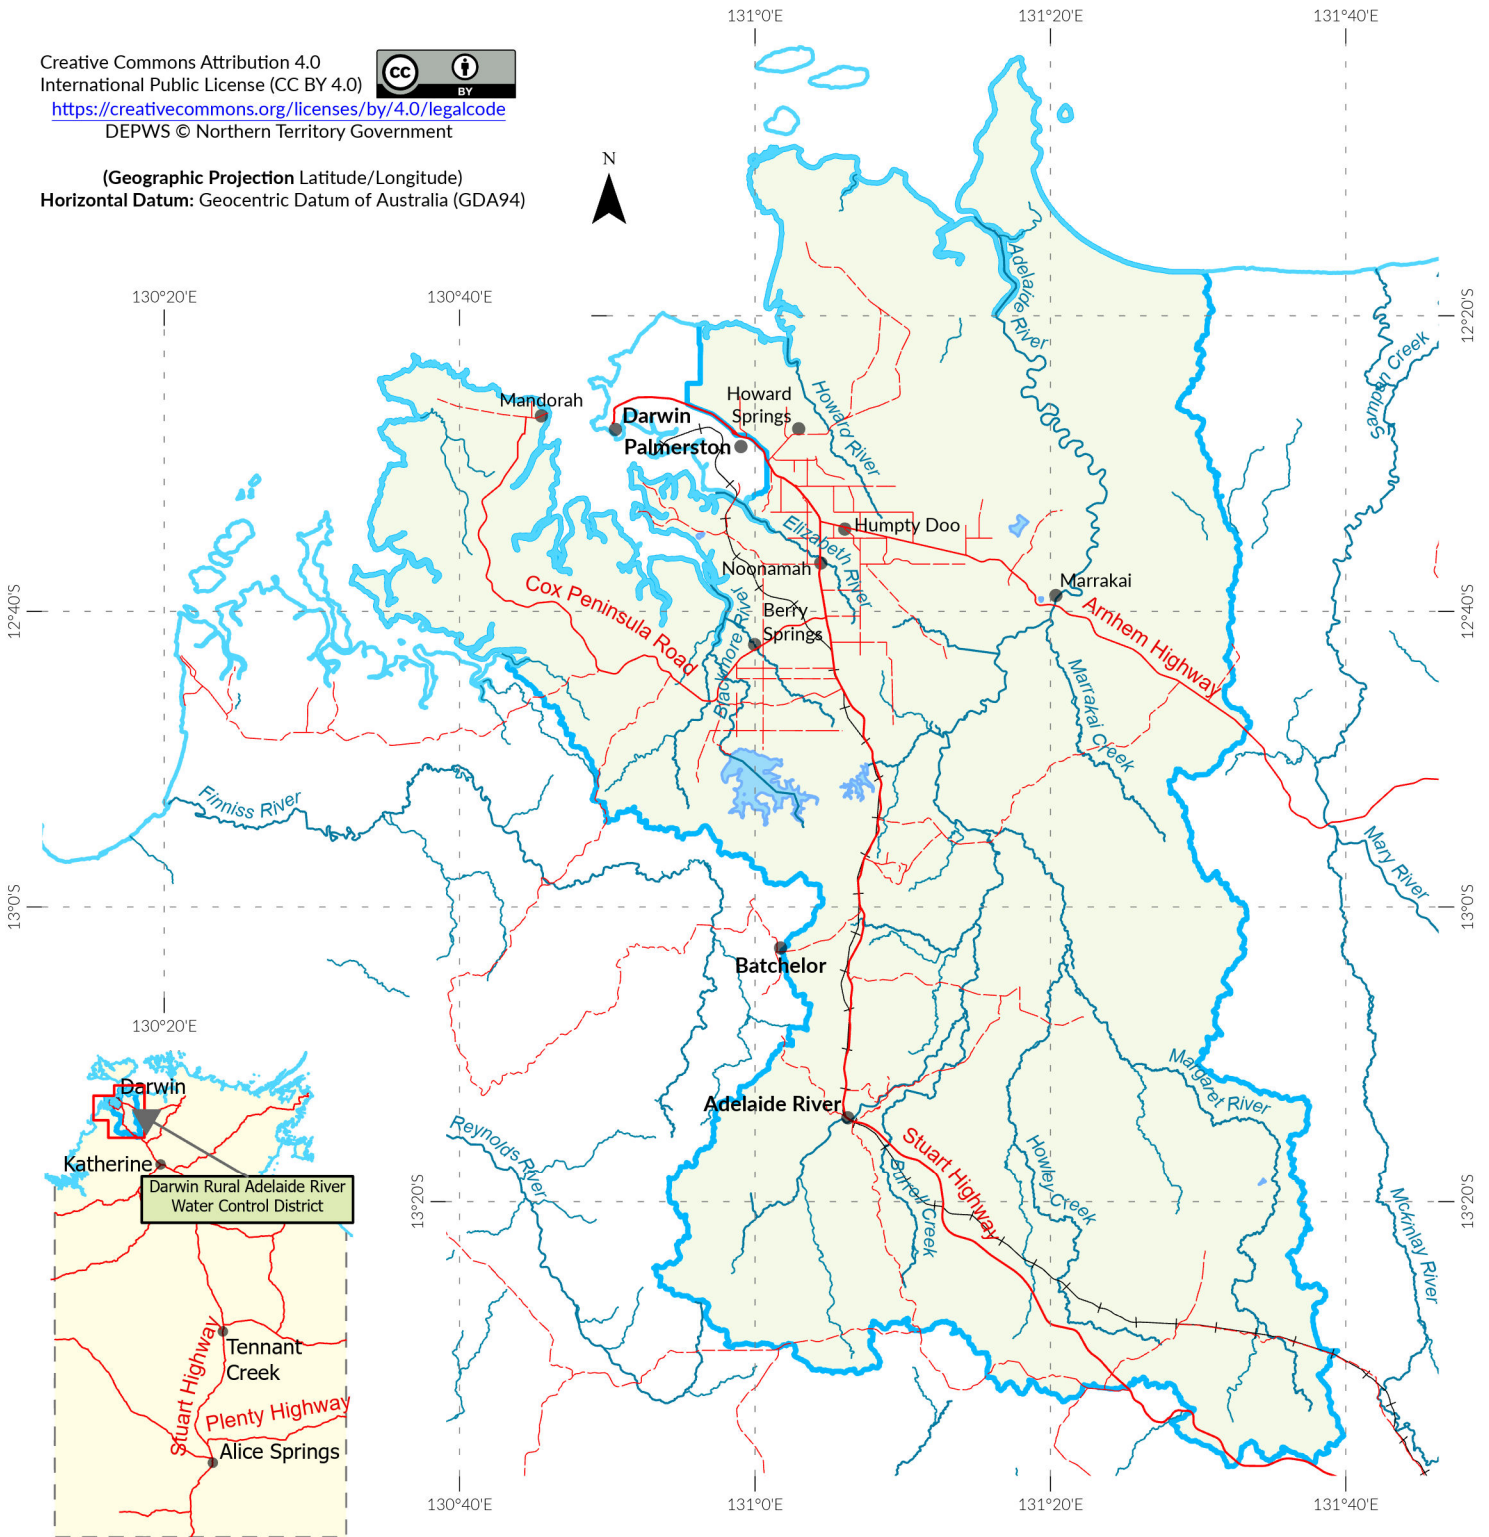 131°0'E
131°20'E
131°40'E
Creative Commons Attribution 4.0
International Public License (CC BY 4.0)
cc
BY
https://creativecommons.org/licenses/by/4.0/legalcode
DEPWS © Northern Territory Government
(Geographic Projection Latitude/Longitude)
Horizontal Datum: Geocentric Datum of Australia (GDA94)
N
130°20'E
130°40'E
12°20'S
Adelaide
River
Sampan Creek
Mandorah
Howard
Springs
Darwin
Palmerston
Howard River
Humpty Doo
Elizabeth River
Noonamah
Marrakai
Cox Peninsula Road
Berry
Springs
Arnhem Highway
12°40'S
12°40'S
Blackmore River
Marrakai Creek
Finniss River
Mary River
13°0'S
13°0'S
Batchelor
130°20'E
Margaret River
Darwin
Adelaide River
Reynolds River
Stuart Highway
Howley Creek
Burrell Creek
Katherine
Darwin Rural Adelaide River
Water Control District
13°20'S
13°20'S
Mckinlay River
Tennant
Creek
Stuart Highway
Plenty Highway
Alice Springs
130°40'E
131°0'E
131°20'E
131°40'E